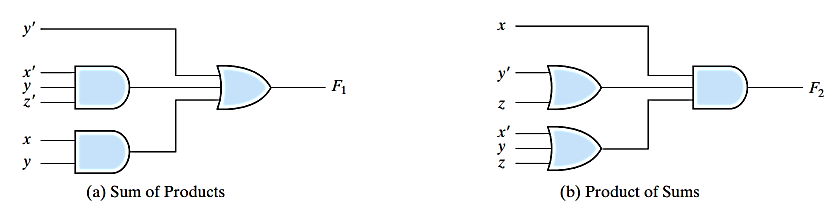 y′
x′
y
z′
x
y
F1
(a) Sum of Products
x
y′
z
x′
y
z
F2
(b) Product of Sums